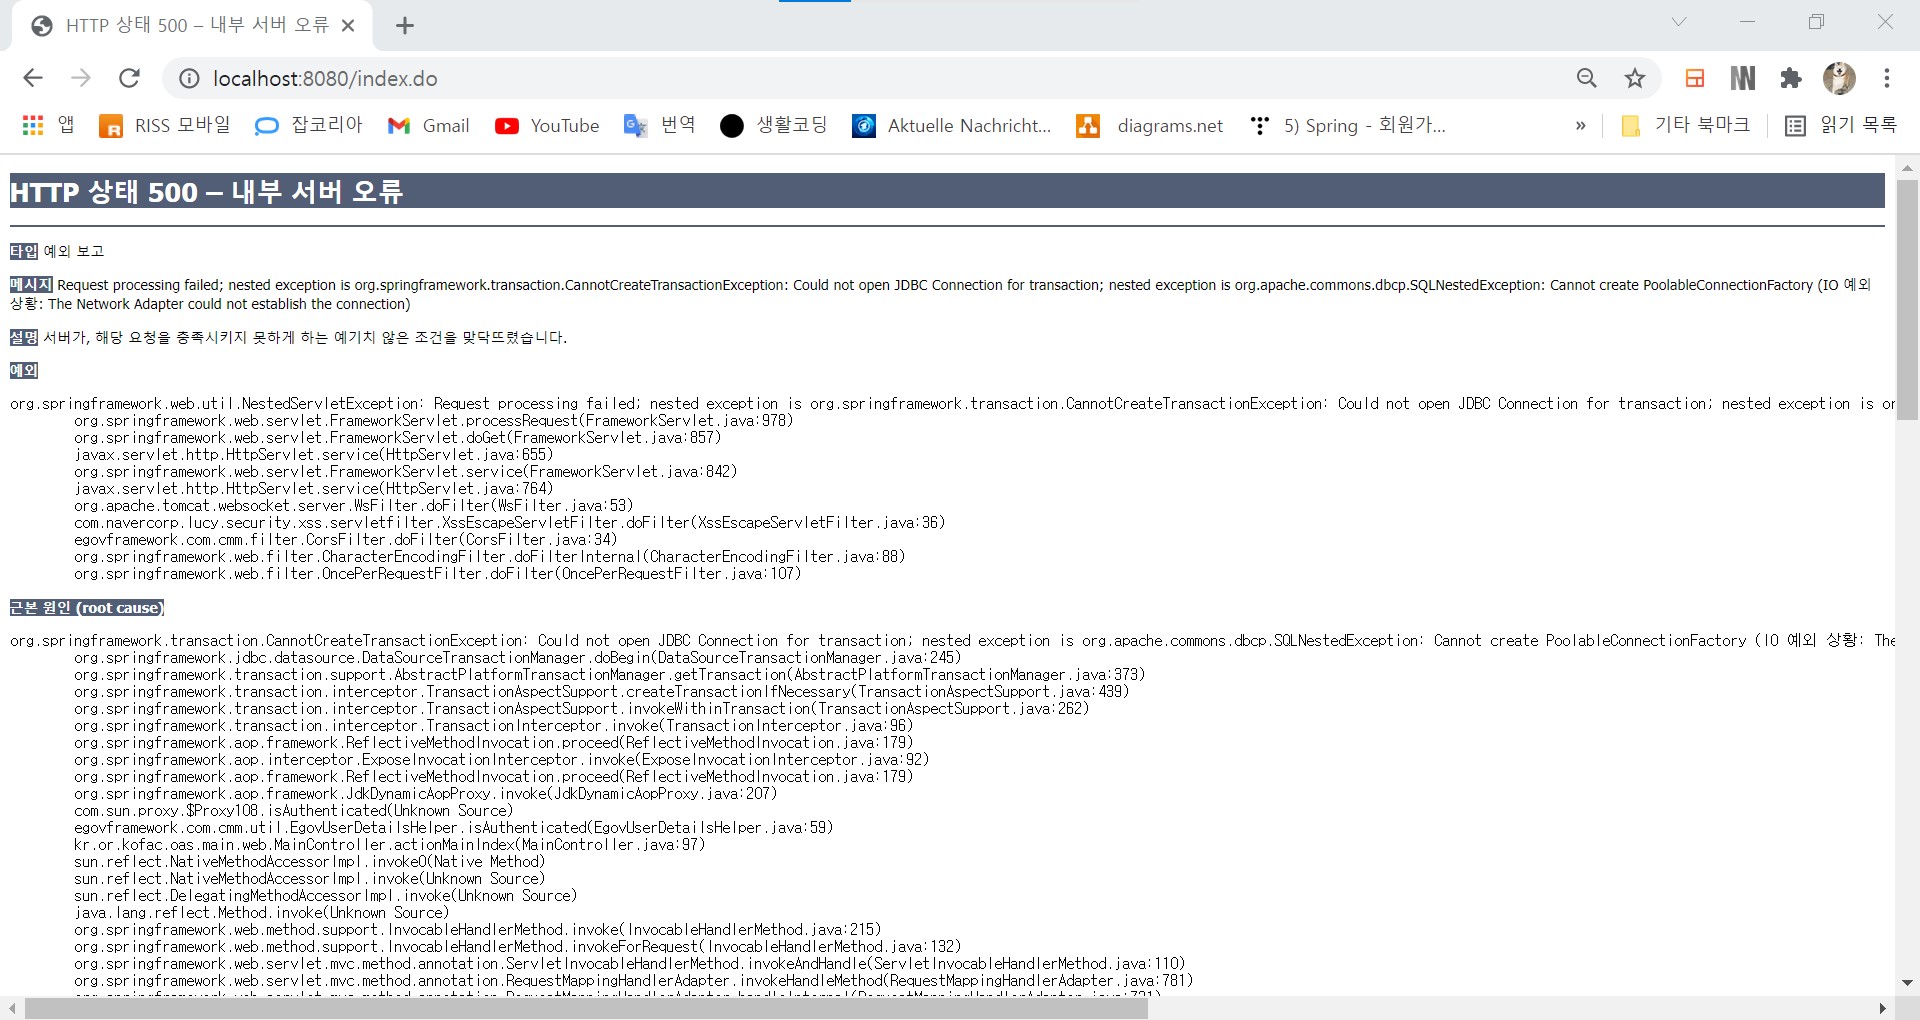 HTTP 상태 500 – 내부 서버 오류
localhost:8080/index.do
앱 RISS 모바일 잡코리아 Gmail YouTube 번역 생활코딩 Aktuelle Nachricht... diagrams.net 5) Spring - 회원가... » 기타 북마크 읽기 목록
HTTP 상태 500 – 내부 서버 오류
타입 예외 보고
메시지 Request processing failed; nested exception is org.springframework.transaction.CannotCreateTransactionException: Could not open JDBC Connection for transaction; nested exception is org.apache.commons.dbcp.SQLNestedException: Cannot create PoolableConnectionFactory (IO 예외
상황: The Network Adapter could not establish the connection)
설명 서버가, 해당 요청을 충족시키지 못하게 하는 예기치 않은 조건을 맞닥뜨렸습니다.
예외
org.springframework.web.util.NestedServletException: Request processing failed; nested exception is org.springframework.transaction.CannotCreateTransactionException: Could not open JDBC Connection for transaction; nested exception is or
org.springframework.web.servlet.FrameworkServlet.processRequest(FrameworkServlet.java:978)
org.springframework.web.servlet.FrameworkServlet.doGet(FrameworkServlet.java:857)
javax.servlet.http.HttpServlet.service(HttpServlet.java:655)
org.springframework.web.servlet.FrameworkServlet.service(FrameworkServlet.java:842)
javax.servlet.http.HttpServlet.service(HttpServlet.java:764)
org.apache.tomcat.websocket.server.WsFilter.doFilter(WsFilter.java:53)
com.navercorp.lucy.security.xss.servletfilter.XssEscapeServletFilter.doFilter(XssEscapeServletFilter.java:36)
egovframework.com.cmm.filter.CorsFilter.doFilter(CorsFilter.java:34)
org.springframework.web.filter.CharacterEncodingFilter.doFilterInternal(CharacterEncodingFilter.java:88)
org.springframework.web.filter.OncePerRequestFilter.doFilter(OncePerRequestFilter.java:107)
근본 원인 (root cause)
org.springframework.transaction.CannotCreateTransactionException: Could not open JDBC Connection for transaction; nested exception is org.apache.commons.dbcp.SQLNestedException: Cannot create PoolableConnectionFactory (IO 예외 상황: The
org.springframework.jdbc.datasource.DataSourceTransactionManager.doBegin(DataSourceTransactionManager.java:245)
org.springframework.transaction.support.AbstractPlatformTransactionManager.getTransaction(AbstractPlatformTransactionManager.java:373)
org.springframework.transaction.interceptor.TransactionAspectSupport.createTransactionIfNecessary(TransactionAspectSupport.java:439)
org.springframework.transaction.interceptor.TransactionAspectSupport.invokeWithinTransaction(TransactionAspectSupport.java:262)
org.springframework.transaction.interceptor.TransactionInterceptor.invoke(TransactionInterceptor.java:96)
org.springframework.aop.framework.ReflectiveMethodInvocation.proceed(ReflectiveMethodInvocation.java:179)
org.springframework.aop.interceptor.ExposeInvocationInterceptor.invoke(ExposeInvocationInterceptor.java:92)
org.springframework.aop.framework.ReflectiveMethodInvocation.proceed(ReflectiveMethodInvocation.java:179)
org.springframework.aop.framework.JdkDynamicAopProxy.invoke(JdkDynamicAopProxy.java:207)
com.sun.proxy.$Proxy108.isAuthenticated(Unknown Source)
egovframework.com.cmm.util.EgovUserDetailsHelper.isAuthenticated(EgovUserDetailsHelper.java:59)
kr.or.kofac.oas.main.web.MainController.actionMainIndex(MainController.java:97)
sun.reflect.NativeMethodAccessorImpl.invoke0(Native Method)
sun.reflect.NativeMethodAccessorImpl.invoke(Unknown Source)
sun.reflect.DelegatingMethodAccessorImpl.invoke(Unknown Source)
java.lang.reflect.Method.invoke(Unknown Source)
org.springframework.web.method.support.InvocableHandlerMethod.invoke(InvocableHandlerMethod.java:215)
org.springframework.web.method.support.InvocableHandlerMethod.invokeForRequest(InvocableHandlerMethod.java:132)
org.springframework.web.servlet.mvc.method.annotation.ServletInvocableHandlerMethod.invokeAndHandle(ServletInvocableHandlerMethod.java:110)
org.springframework.web.servlet.mvc.method.annotation.RequestMappingHandlerAdapter.invokeHandleMethod(RequestMappingHandlerAdapter.java:781)